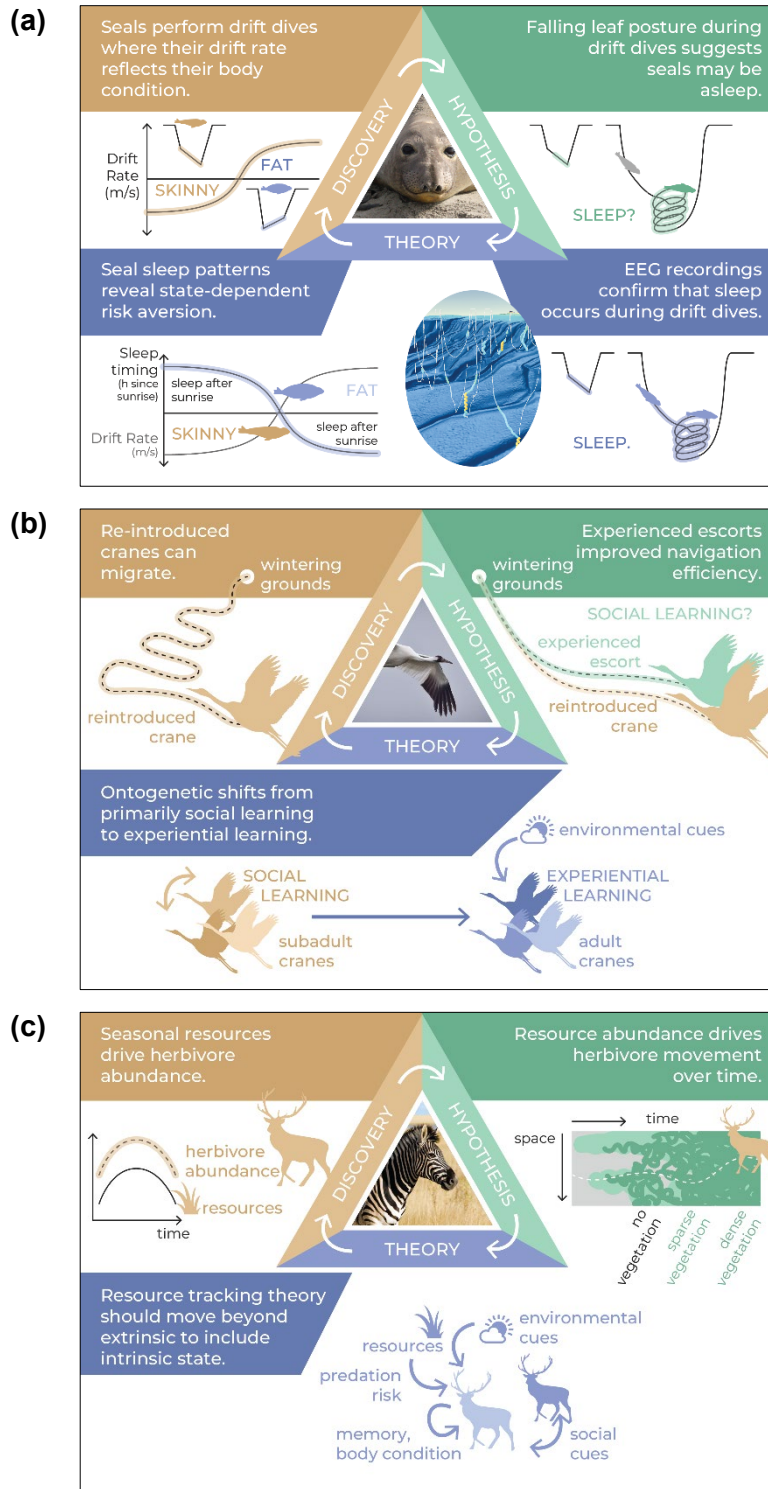 (a)
Seals perform drift dives
where their drift rate
reflects their body
condition.
Falling leaf posture during
drift dives suggests
seals may be
asleep.
DISCOVERY
HYPOTHESIS
THEORY
Drift
Rate
(m/s)
FAT
SKINNY
SLEEP?
Seal sleep patterns
reveal state-dependent
risk aversion.
EEG recordings
confirm that sleep
occurs during drift dives.
Sleep
timing
(h since
sunrise)
sleep after
sunrise
FAT
SKINNY
Drift Rate
(m/s)
sleep after
sunrise
SLEEP.
(b)
Re-introduced
cranes can
migrate.
wintering
grounds
Experienced escorts
improved navigation
efficiency.
wintering
grounds
DISCOVERY
HYPOTHESIS
THEORY
reintroduced
crane
SOCIAL LEARNING?
experienced
escort
reintroduced
crane
Ontogenetic shifts from
primarily social learning
to experiential learning.
environmental cues
SOCIAL
LEARNING
subadult
cranes
EXPERIENTIAL
LEARNING
adult
cranes
(c)
Seasonal resources
drive herbivore
abundance.
Resource abundance drives
herbivore movement
over time.
DISCOVERY
HYPOTHESIS
THEORY
herbivore
abundance
resources
time
time
space
no
vegetation
sparse
vegetation
dense
vegetation
Resource tracking theory
should move beyond
extrinsic to include
intrinsic state.
resources
environmental
cues
predation
risk
memory,
body condition
social
cues